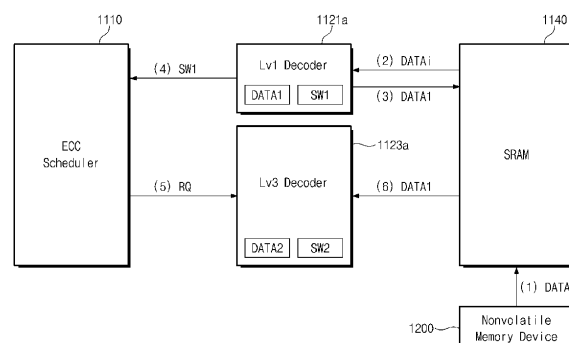 1110
1121a
1140
ECC
Scheduler
(4) SW1
Lv1 Decoder
DATA1
SW1
(2) DATAi
(3) DATA1
SRAM
1123a
Lv3 Decoder
(5) RQ
(6) DATA1
DATA2
SW2
(1) DATA
1200
Nonvolatile
Memory Device